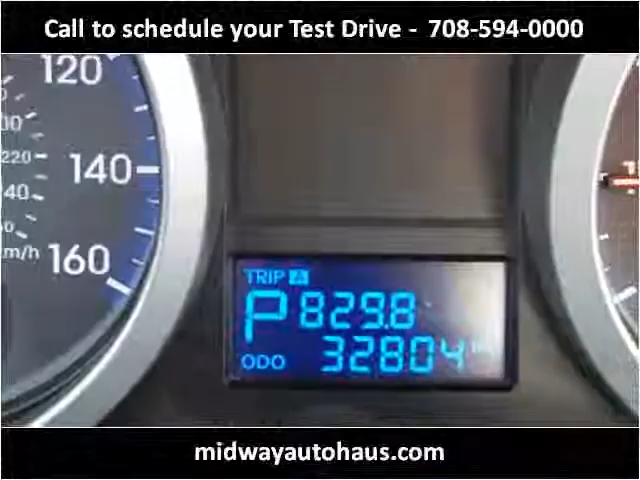 Call to schedule your Test Drive - 708-594-0000
120
220
140
160
TRIP A
P 829.8
ODO 32804
midwayautohaus.com